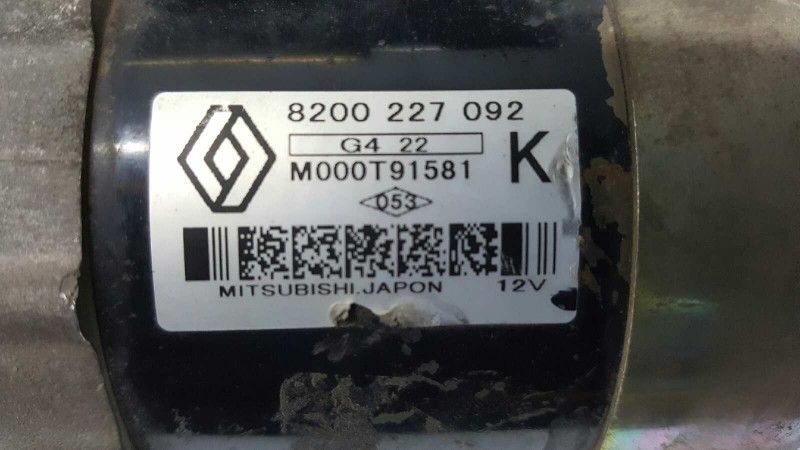 8200 227 092
G4 22
M000T91581
K
053
MITSUBISHI.JAPON 12V